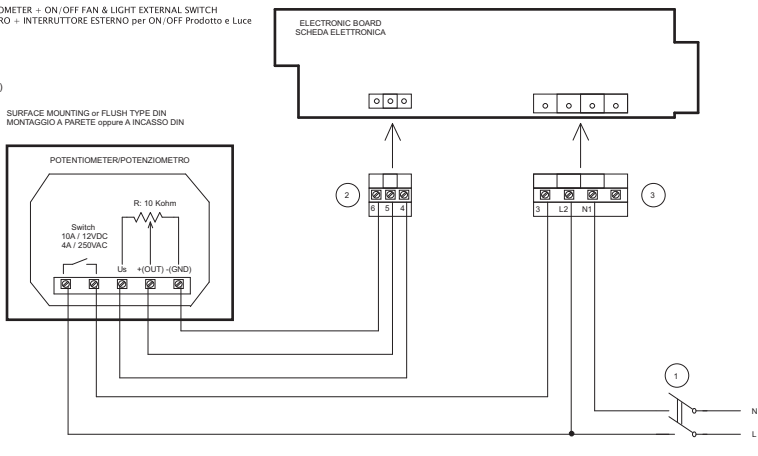 OMETER + ON/OFF FAN & LIGHT EXTERNAL SWITCH
RO + INTERRUTTORE ESTERNO per ON/OFF Prodotto e Luce
)
SURFACE MOUNTING or FLUSH TYPE DIN
MONTAGGIO A PARETE oppure A INCASSO DIN
ELECTRONIC BOARD
SCHEDA ELETTRONICA
POTENTIOMETER/POTENZIOMETRO
R: 10 Kohm
Switch
10A / 12VDC
4A / 250VAC
Us +(OUT) -(GND)
2
6 5 4
3 L2 N1
3
1
N
L